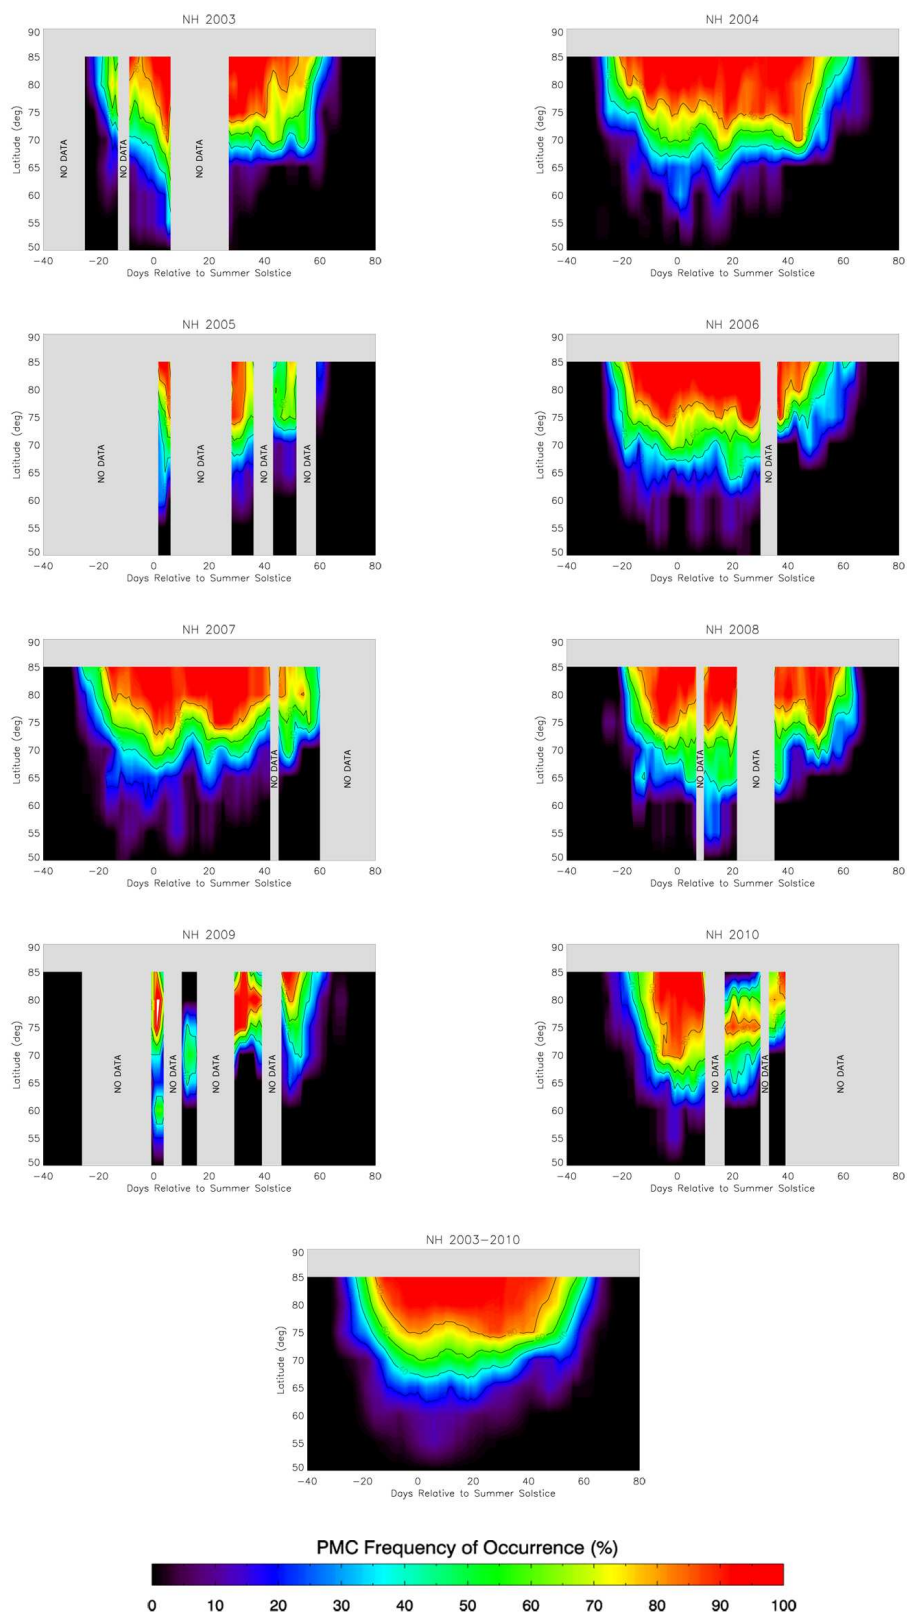 NH 2003
NH 2004
90
85
80
75
70
65
60
55
50
Latitude (deg)
NO DATA
NO DATA
NO DATA
−40 −20 0 20 40 60 80
Days Relative to Summer Solstice
90
85
80
75
70
65
60
55
50
Latitude (deg)
−40 −20 0 20 40 60 80
Days Relative to Summer Solstice
NH 2005
NH 2006
90
85
80
75
70
65
60
55
50
Latitude (deg)
NO DATA
NO DATA
NO DATA
NO DATA
−40 −20 0 20 40 60 80
Days Relative to Summer Solstice
90
85
80
75
70
65
60
55
50
Latitude (deg)
NO DATA
−40 −20 0 20 40 60 80
Days Relative to Summer Solstice
NH 2007
NH 2008
90
85
80
75
70
65
60
55
50
Latitude (deg)
NO DATA
NO DATA
−40 −20 0 20 40 60 80
Days Relative to Summer Solstice
90
85
80
75
70
65
60
55
50
Latitude (deg)
NO DATA
NO DATA
−40 −20 0 20 40 60 80
Days Relative to Summer Solstice
NH 2009
NH 2010
90
85
80
75
70
65
60
55
50
Latitude (deg)
NO DATA
NO DATA
NO DATA
NO DATA
−40 −20 0 20 40 60 80
Days Relative to Summer Solstice
90
85
80
75
70
65
60
55
50
Latitude (deg)
NO DATA
NO DATA
NO DATA
−40 −20 0 20 40 60 80
Days Relative to Summer Solstice
NH 2003−2010
90
85
80
75
70
65
60
55
50
Latitude (deg)
−40 −20 0 20 40 60 80
Days Relative to Summer Solstice
PMC Frequency of Occurrence (%)
0 10 20 30 40 50 60 70 80 90 100